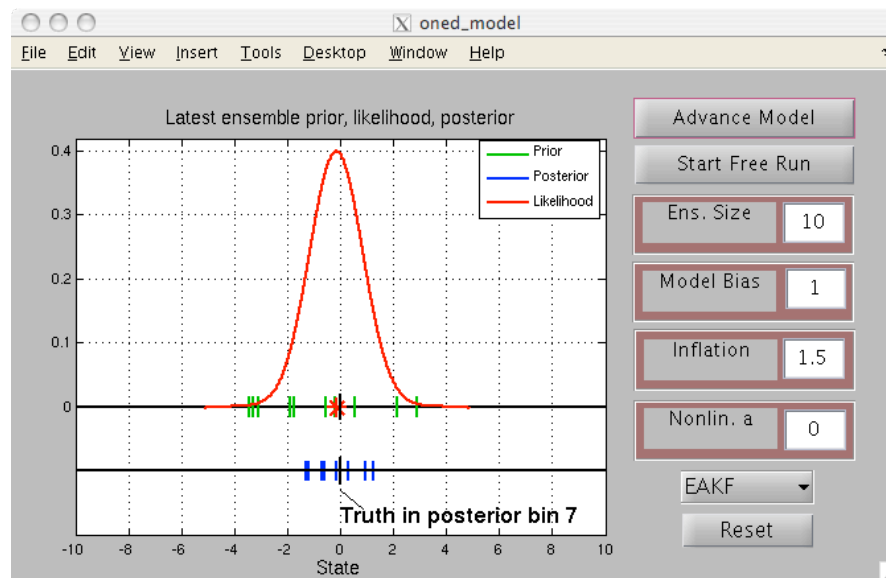 X oned_model
File Edit View Insert Tools Desktop Window Help
Latest ensemble prior, likelihood, posterior
0.4
0.3
0.2
0.1
0
Prior
Posterior
Likelihood
Truth in posterior bin 7
-10 -8 -6 -4 -2 0 2 4 6 8 10
State
Advance Model
Start Free Run
Ens. Size 10
Model Bias 1
Inflation 1.5
Nonlin. a 0
EAKF
Reset